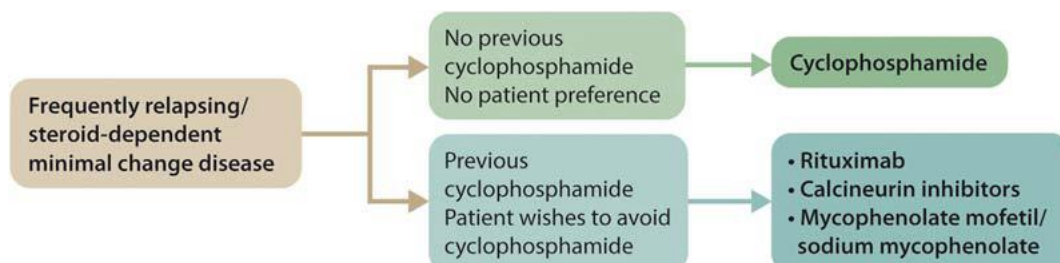 Frequently relapsing/
steroid-dependent
minimal change disease
No previous
cyclophosphamide
No patient preference
Cyclophosphamide
Previous
cyclophosphamide
Patient wishes to avoid
cyclophosphamide
• Rituximab
• Calcineurin inhibitors
• Mycophenolate mofetil/
sodium mycophenolate